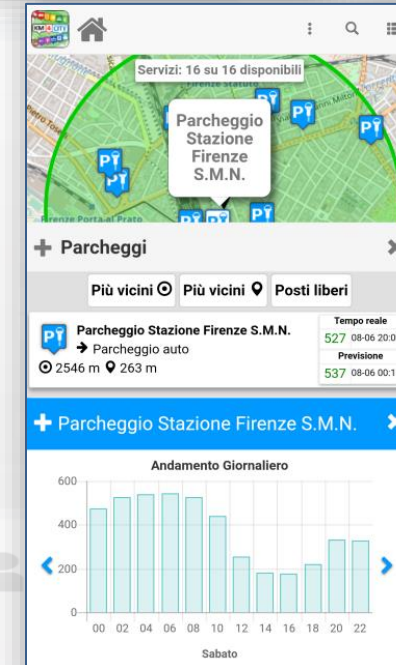 KM4CITY
Servizi: 16 su 16 disponibili
Firenze Statuto
Parcheggio
Stazione
Firenze
S.M.N.
Firenze Porta al Prato
Parcheggi
Più vicini
Più vicini
Posti liberi
Parcheggio Stazione Firenze S.M.N.
Parcheggio auto
2546 m
263 m
Tempo reale
527 08-06 20:0
Previsione
537 08-06 00:1
Parcheggio Stazione Firenze S.M.N.
Andamento Giornaliero
600
400
200
0
00 02 04 06 08 10 12 14 16 18 20 22
Sabato